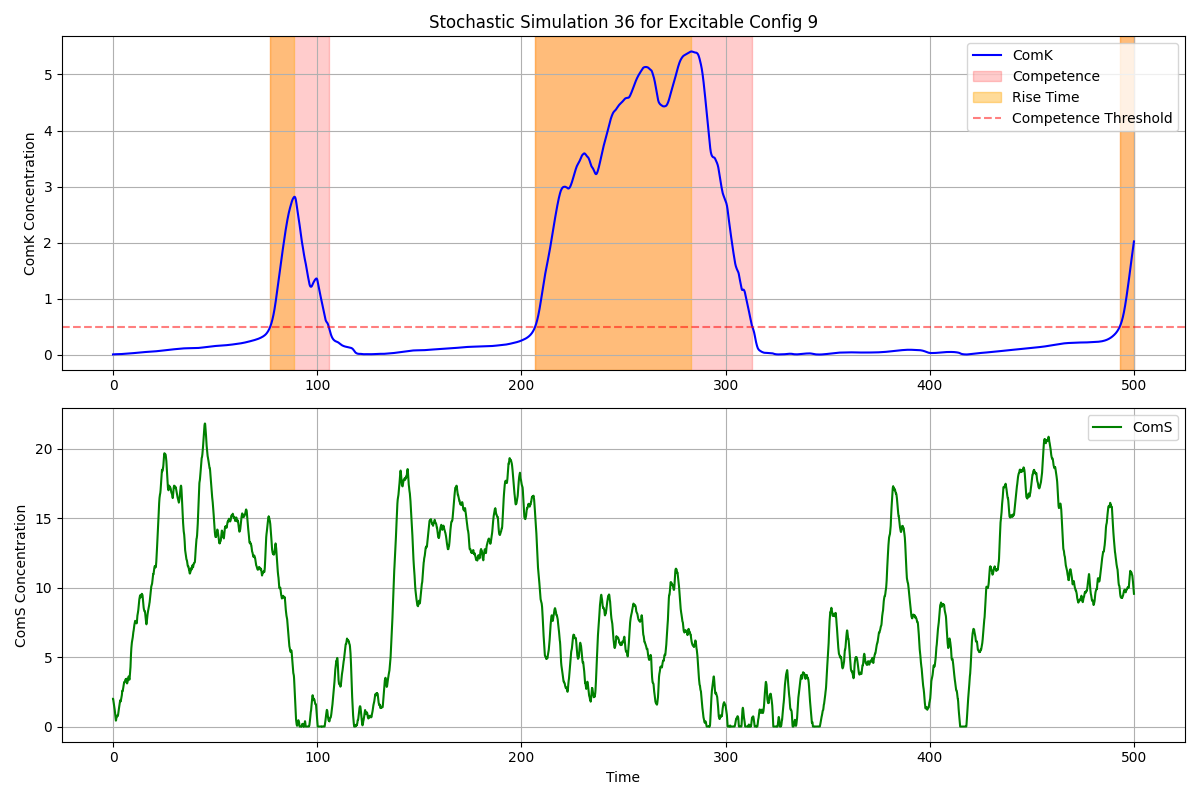 Stochastic Simulation 36 for Excitable Config 9
ComK Concentration
5
4
3
2
1
0
ComK
Competence
Rise Time
Competence Threshold
0 100 200 300 400 500
ComS Concentration
20
15
10
5
0
ComS
0 100 200 300 400 500
Time